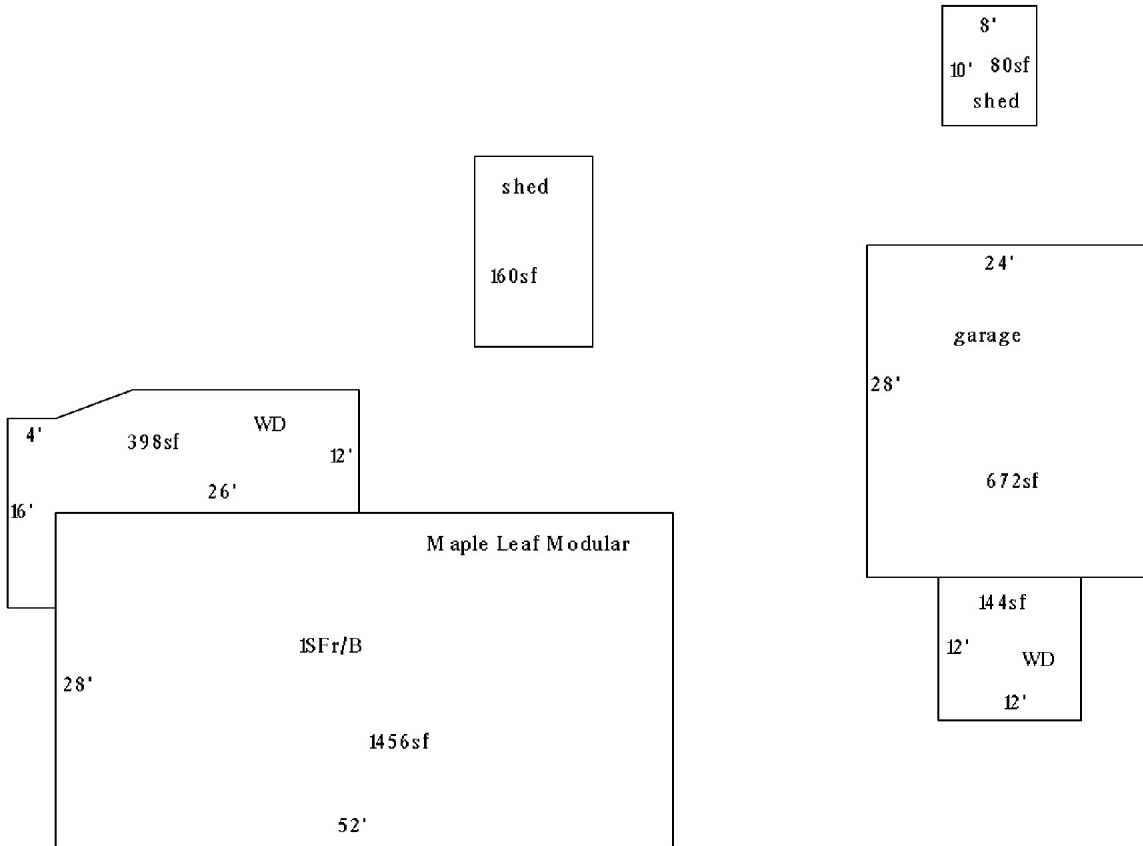 8'
10' 80sf
shed
shed
160sf
24'
garage
28'
672sf
4'
398sf
WD
12'
26'
16'
Maple Leaf Modular
1SFr/B
28'
1456sf
52'
144sf
12'
WD
12'